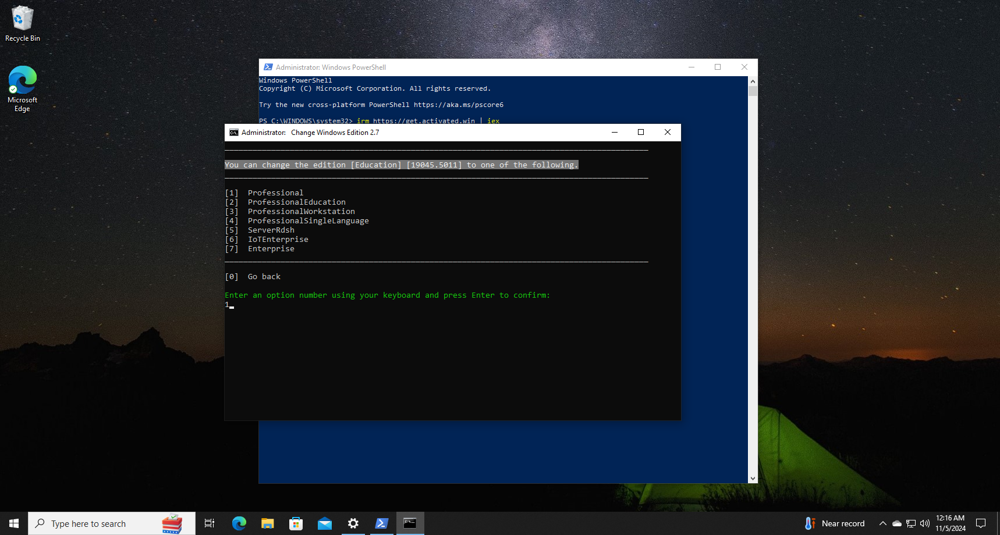 Recycle Bin
Microsoft
Edge
Administrator: Windows PowerShell
Windows PowerShell
Copyright (C) Microsoft Corporation. All rights reserved.
Try the new cross-platform PowerShell https://aka.ms/pscore6
PS C:\WINDOWS\system32> irm https://get.activated.win | iex
Administrator:  Change Windows Edition 2.7
You can change the edition [Education] [19045.5011] to one of the following.
[1]  Professional
[2]  ProfessionalEducation
[3]  ProfessionalWorkstation
[4]  ProfessionalSingleLanguage
[5]  ServerRdsh
[6]  IoTEnterprise
[7]  Enterprise
[0]  Go back
Enter an option number using your keyboard and press Enter to confirm:
1
Type here to search
Near record
12:16 AM
11/5/2024